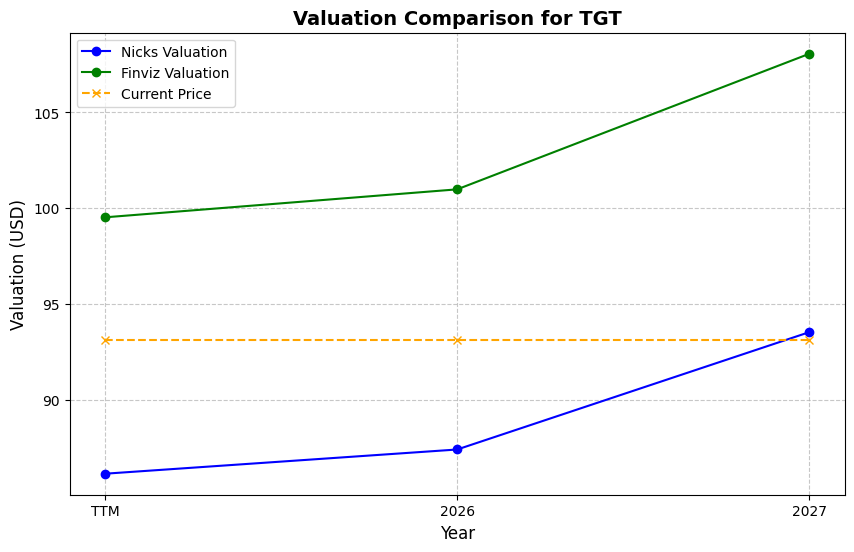 Valuation Comparison for TGT
Nicks Valuation
Finviz Valuation
Current Price
Valuation (USD)
105
100
95
90
TTM
2026
2027
Year